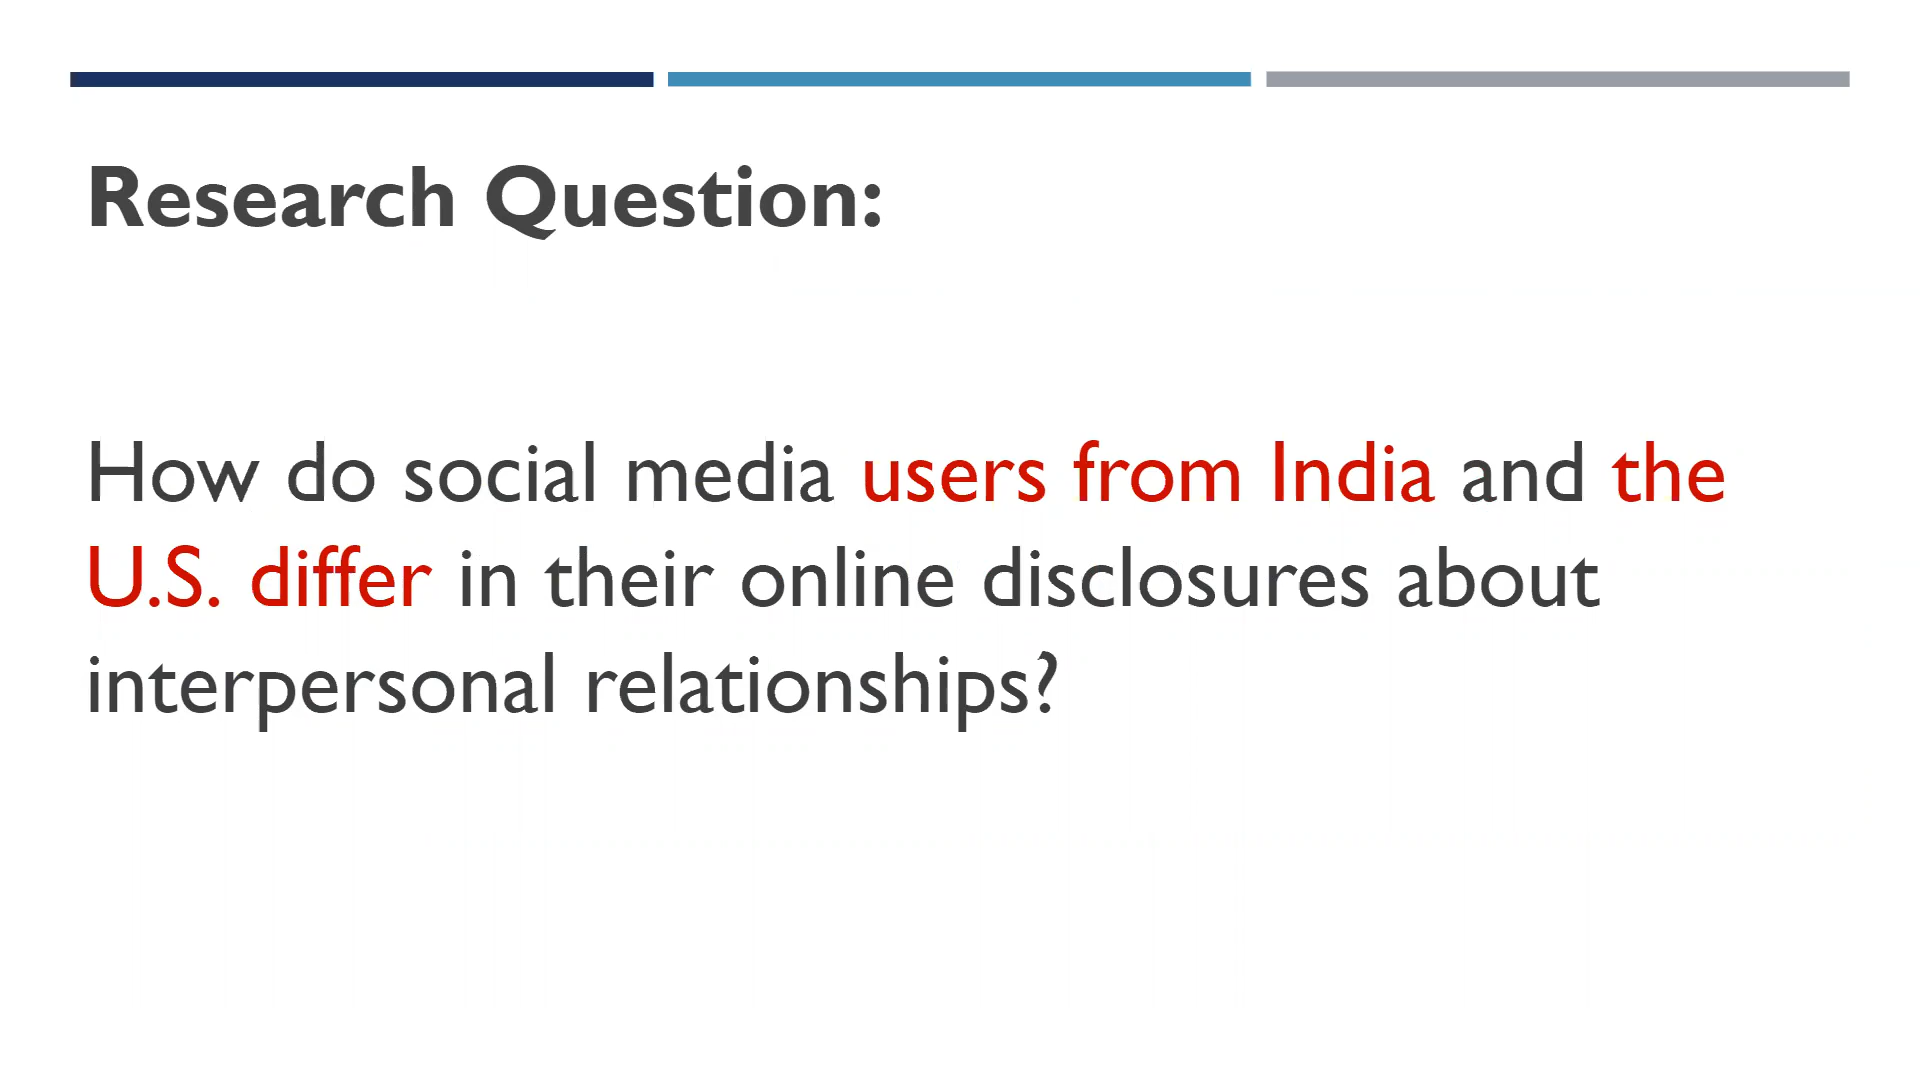 Research Question:
How do social media users from India and the
U.S. differ in their online disclosures about
interpersonal relationships?